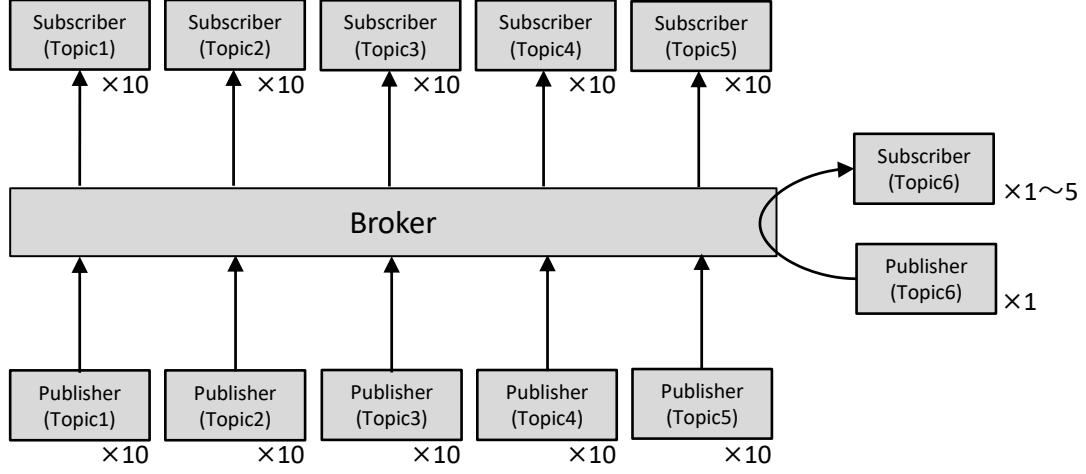 Subscriber
(Topic1)
×10
Subscriber
(Topic2)
×10
Subscriber
(Topic3)
×10
Subscriber
(Topic4)
×10
Subscriber
(Topic5)
×10
Subscriber
(Topic6)
×1～5
Broker
Publisher
(Topic6)
×1
Publisher
(Topic1)
×10
Publisher
(Topic2)
×10
Publisher
(Topic3)
×10
Publisher
(Topic4)
×10
Publisher
(Topic5)
×10